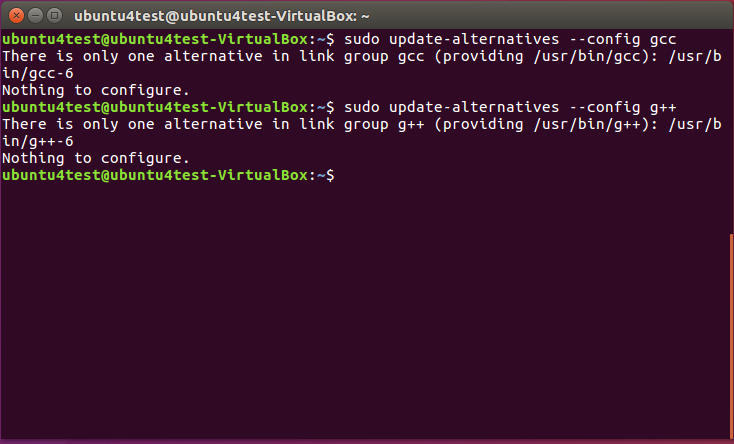 ubuntu4test@ubuntu4test-VirtualBox: ~
ubuntu4test@ubuntu4test-VirtualBox:~$ sudo update-alternatives --config gcc
There is only one alternative in link group gcc (providing /usr/bin/gcc): /usr/b
in/gcc-6
Nothing to configure.
ubuntu4test@ubuntu4test-VirtualBox:~$ sudo update-alternatives --config g++
There is only one alternative in link group g++ (providing /usr/bin/g++): /usr/b
in/g++-6
Nothing to configure.
ubuntu4test@ubuntu4test-VirtualBox:~$